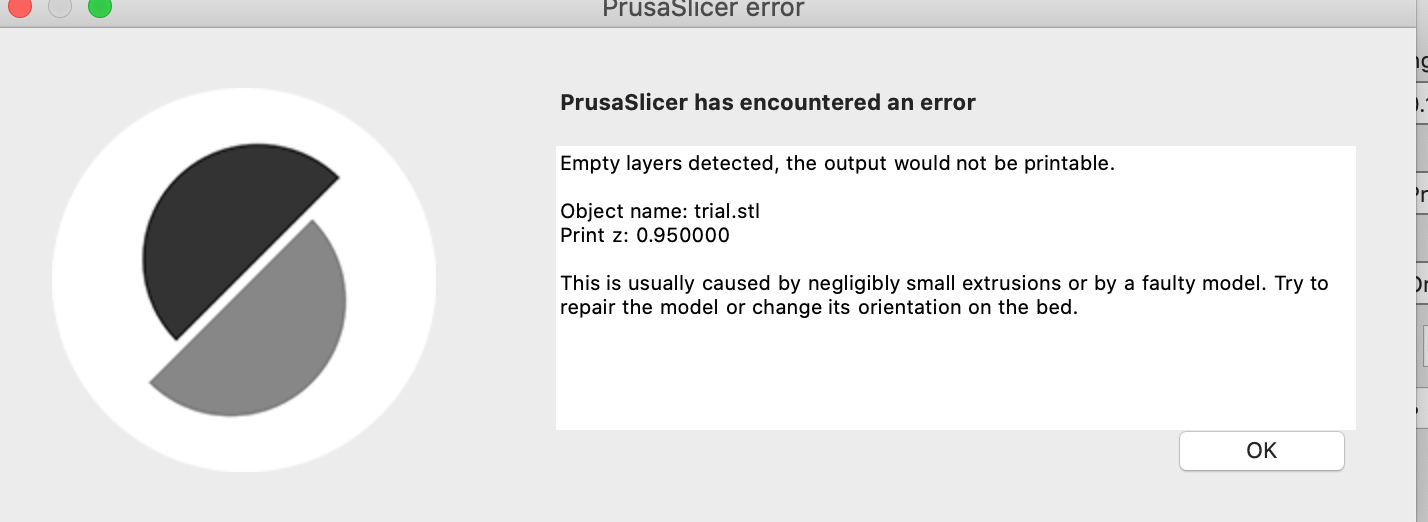 PrusaSlicer error
PrusaSlicer has encountered an error
Empty layers detected, the output would not be printable.
Object name: trial.stl
Print z: 0.950000
This is usually caused by negligibly small extrusions or by a faulty model. Try to
repair the model or change its orientation on the bed.
OK